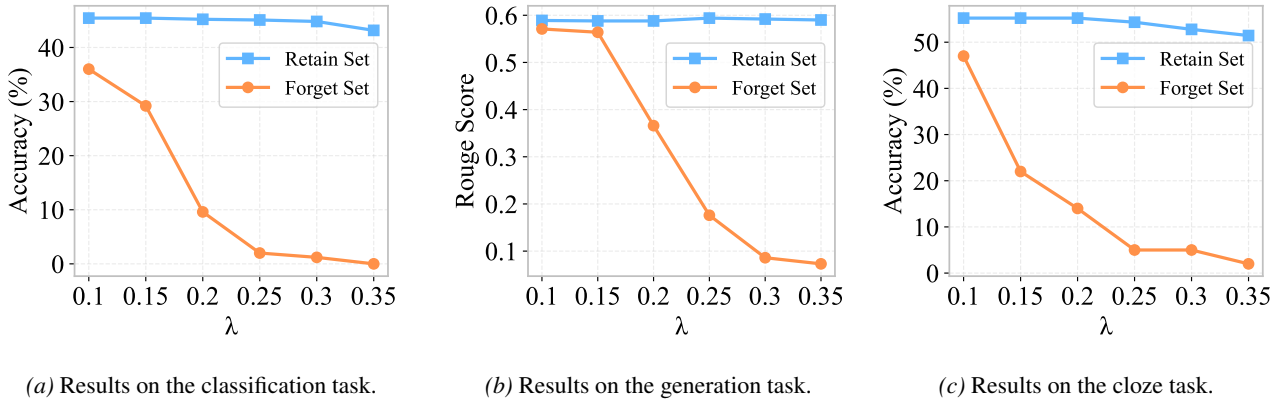 Accuracy (%)
40
30
20
10
0
Retain Set
Forget Set
0.1 0.15 0.2 0.25 0.3 0.35
λ
(a) Results on the classification task.
Rouge Score
0.6
0.5
0.4
0.3
0.2
0.1
Retain Set
Forget Set
0.1 0.15 0.2 0.25 0.3 0.35
λ
(b) Results on the generation task.
Accuracy (%)
50
40
30
20
10
0
Retain Set
Forget Set
0.1 0.15 0.2 0.25 0.3 0.35
λ
(c) Results on the cloze task.